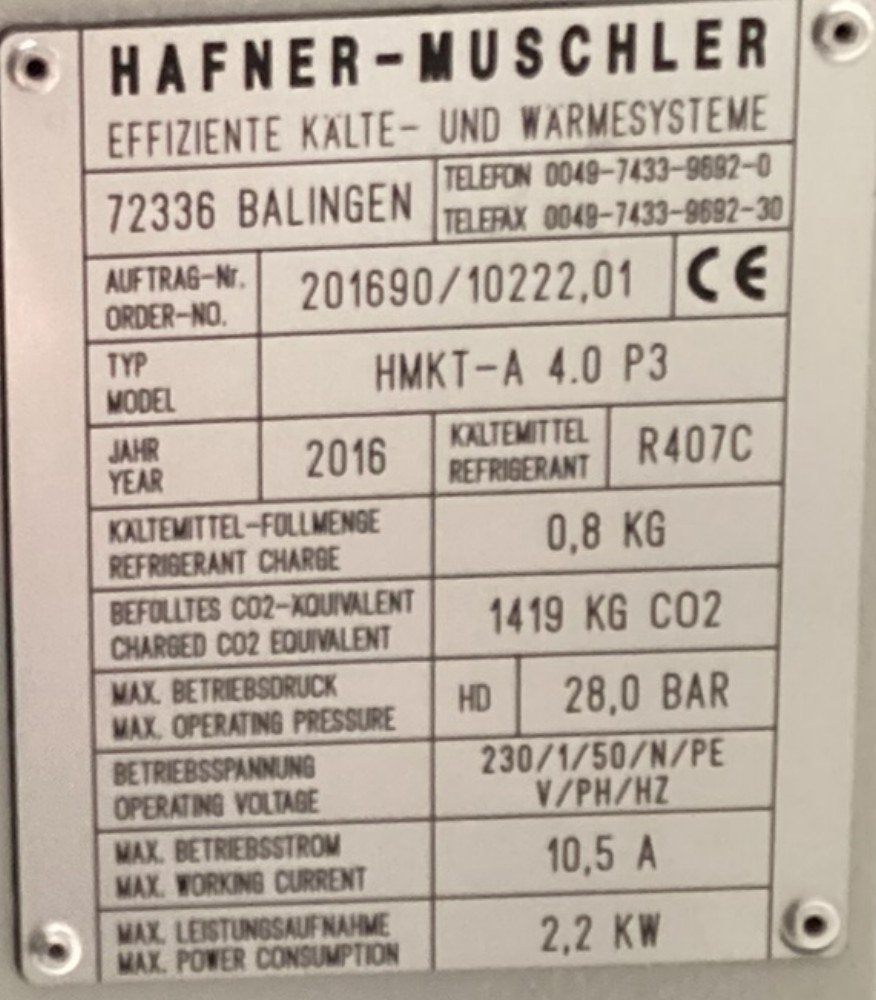 HAFNER-MUSCHLER
EFFIZIENTE KÄLTE- UND WÄRMESYSTEME
72336 BALINGEN
TELEFON 0049-7433-9692-0
TELEFAX 0049-7433-9692-30
AUFTRAG-Nr.
ORDER-NO.
201690/10222,01
CE
TYP
MODEL
HMKT-A 4.0 P3
JAHR
YEAR
2016
KÄLTEMITTEL
REFRIGERANT
R407C
KÄLTEMITTEL-FÜLLMENGE
REFRIGERANT CHARGE
0,8 KG
BEFÜLLTES CO2-ÄQUIVALENT
CHARGED CO2 EQUIVALENT
1419 KG CO2
MAX. BETRIEBSDRUCK
MAX. OPERATING PRESSURE
HD
28,0 BAR
BETRIEBSSPANNUNG
OPERATING VOLTAGE
230/1/50/N/PE
V/PH/HZ
MAX. BETRIEBSSTROM
MAX. WORKING CURRENT
10,5 A
MAX. LEISTUNGSAUFNAHME
MAX. POWER CONSUMPTION
2,2 KW